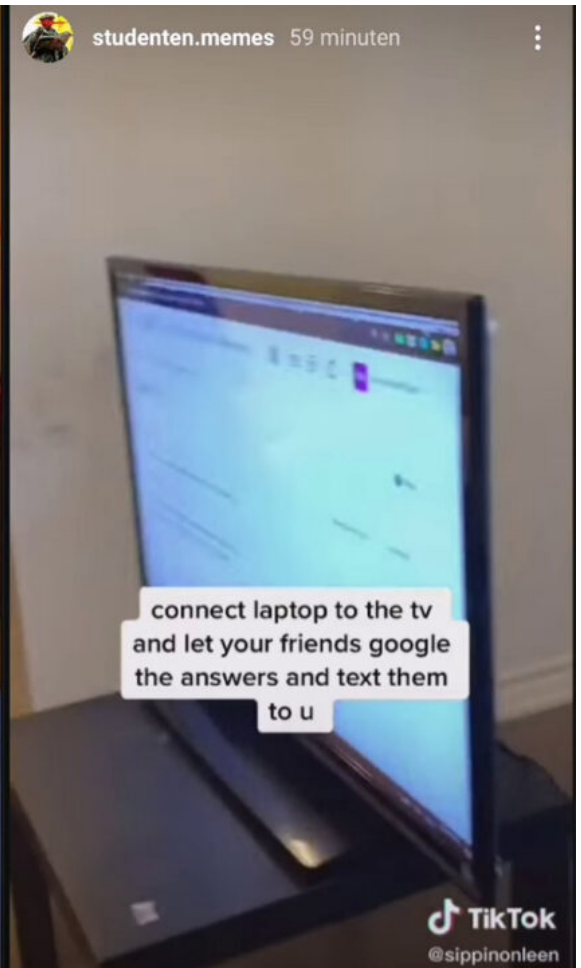 studenten.memes 59 minuten
connect laptop to the tv
and let your friends google
the answers and text them
to u
TikTok
@sippinonleen